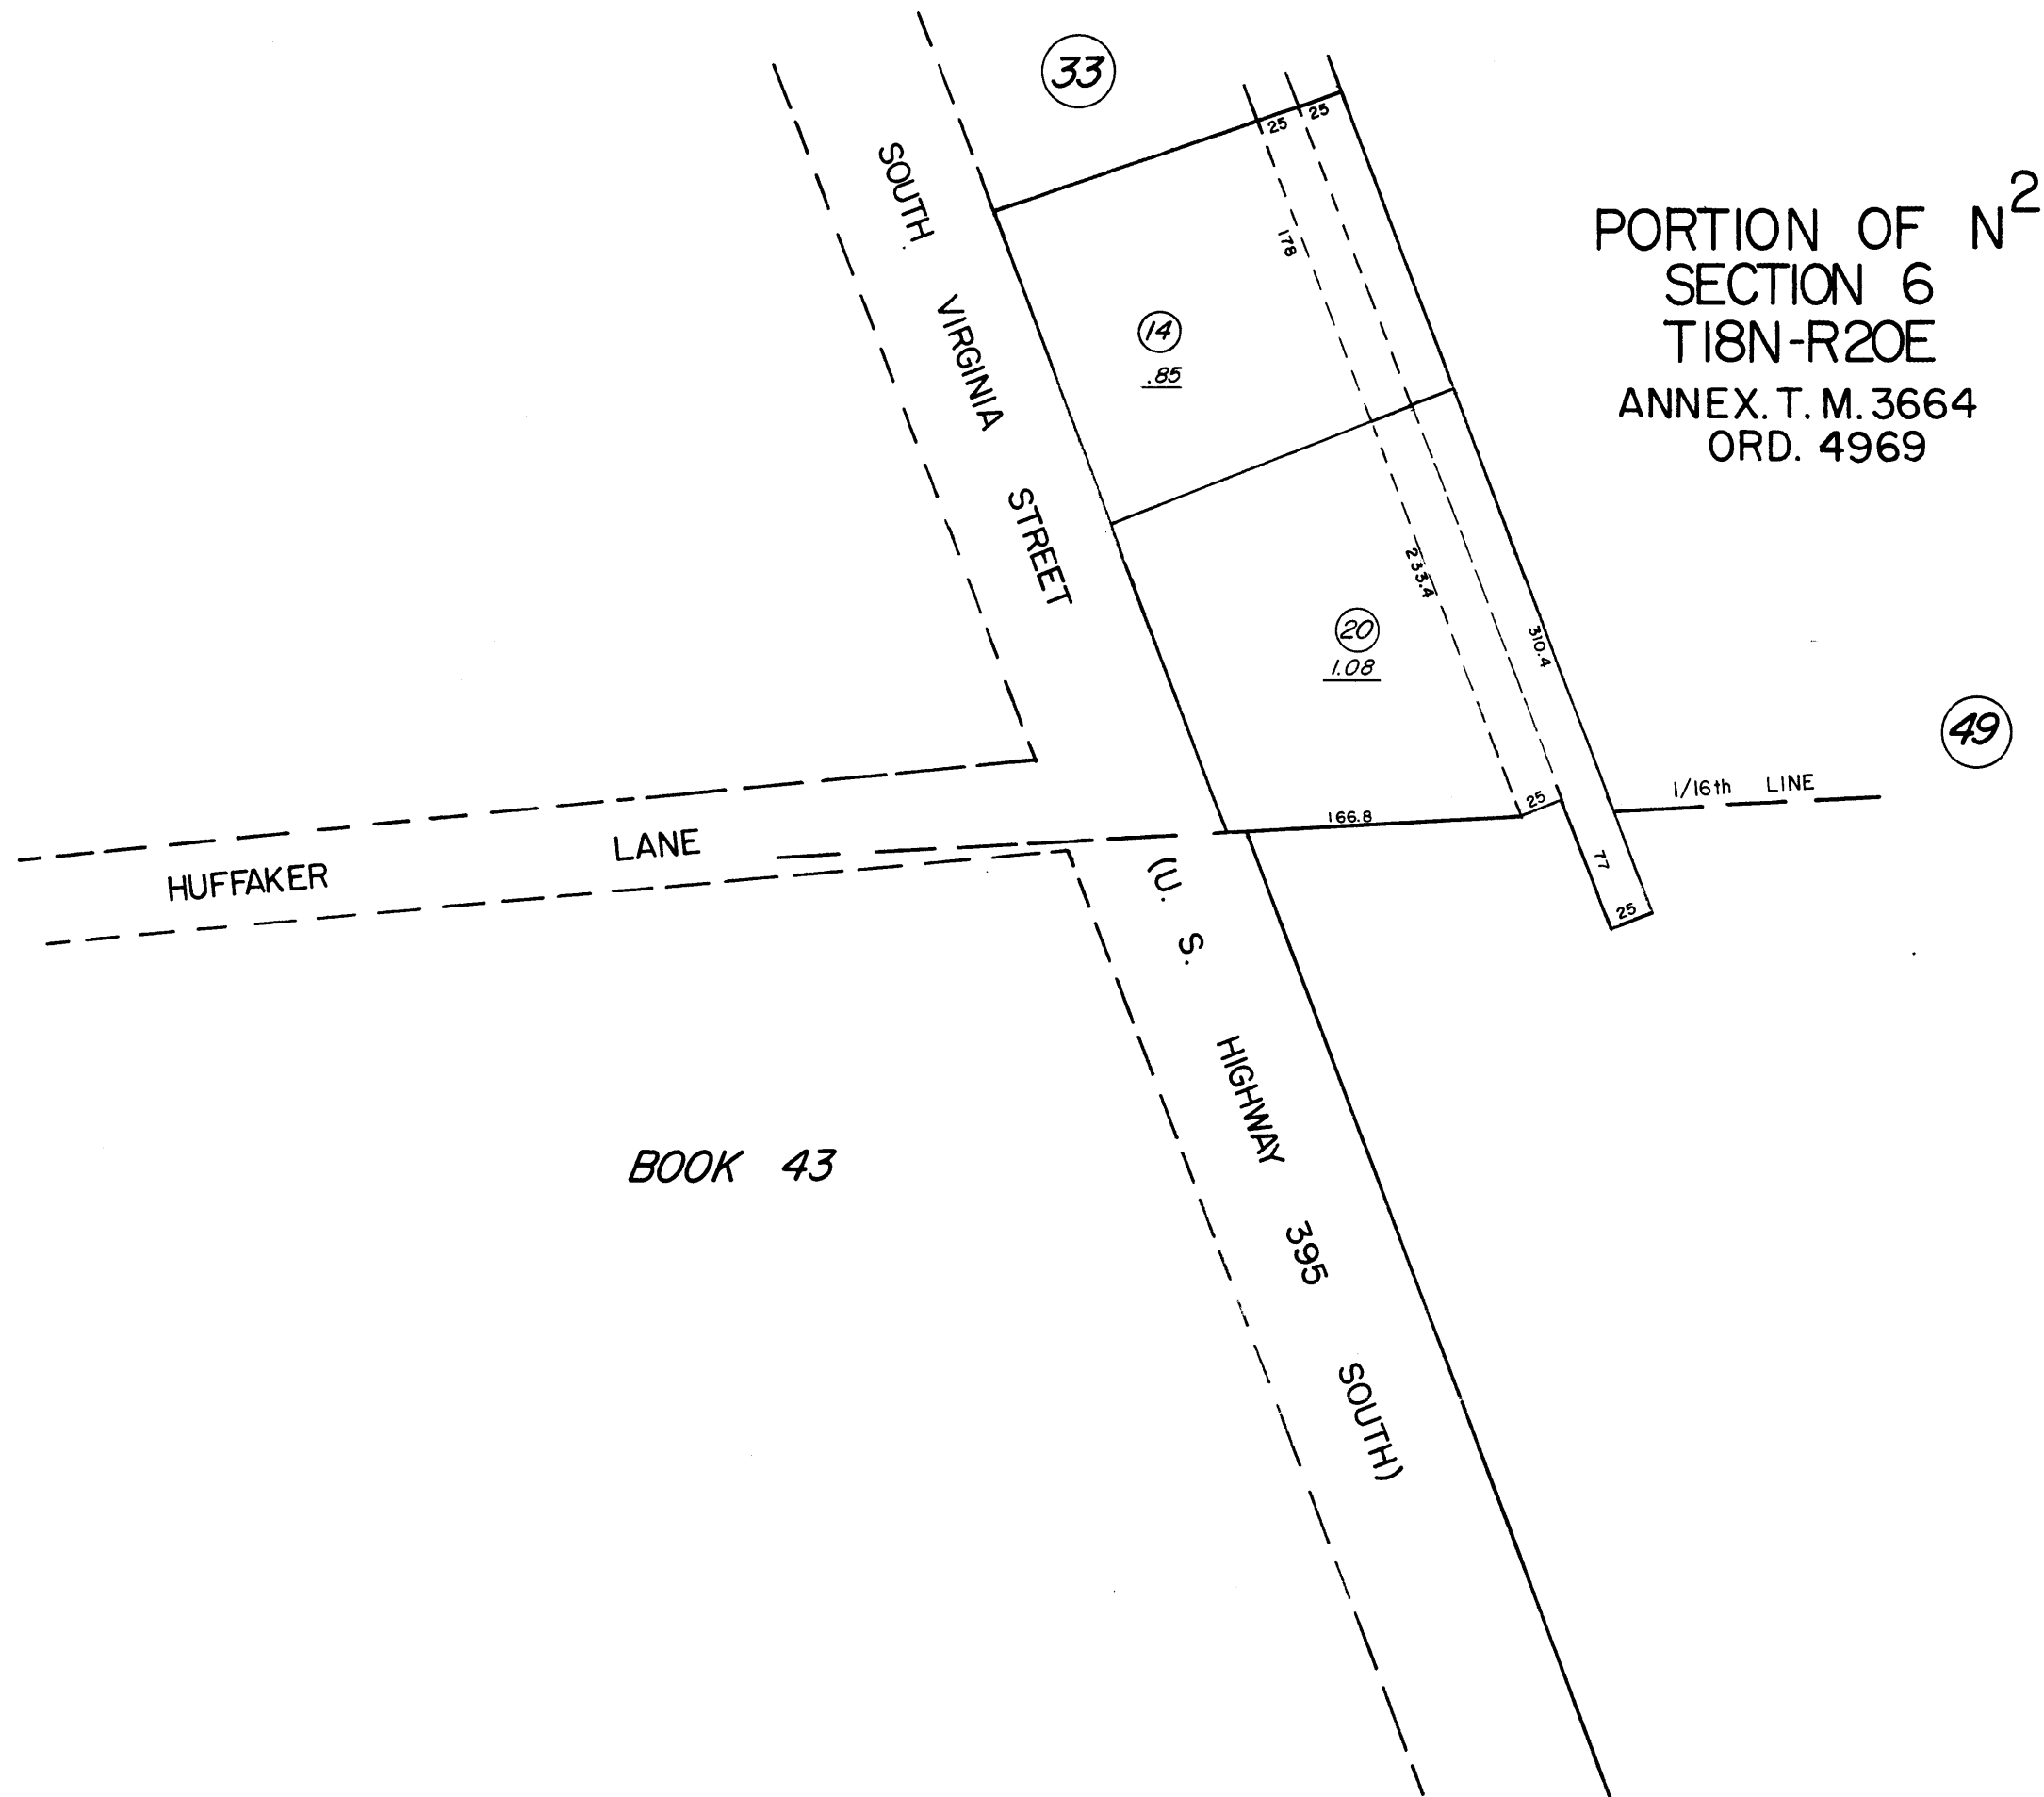 33
25
25
SOUTH
VIRGINIA
STREET
178
14
.85
PORTION OF N2
SECTION 6
T18N-R20E
ANNEX. T. M. 3664
ORD. 4969
233.4
20
1.08
310.4
49
1/16th LINE
25
166.8
77
25
HUFFAKER LANE
(U. S.
HIGHWAY
395
SOUTH)
BOOK 43